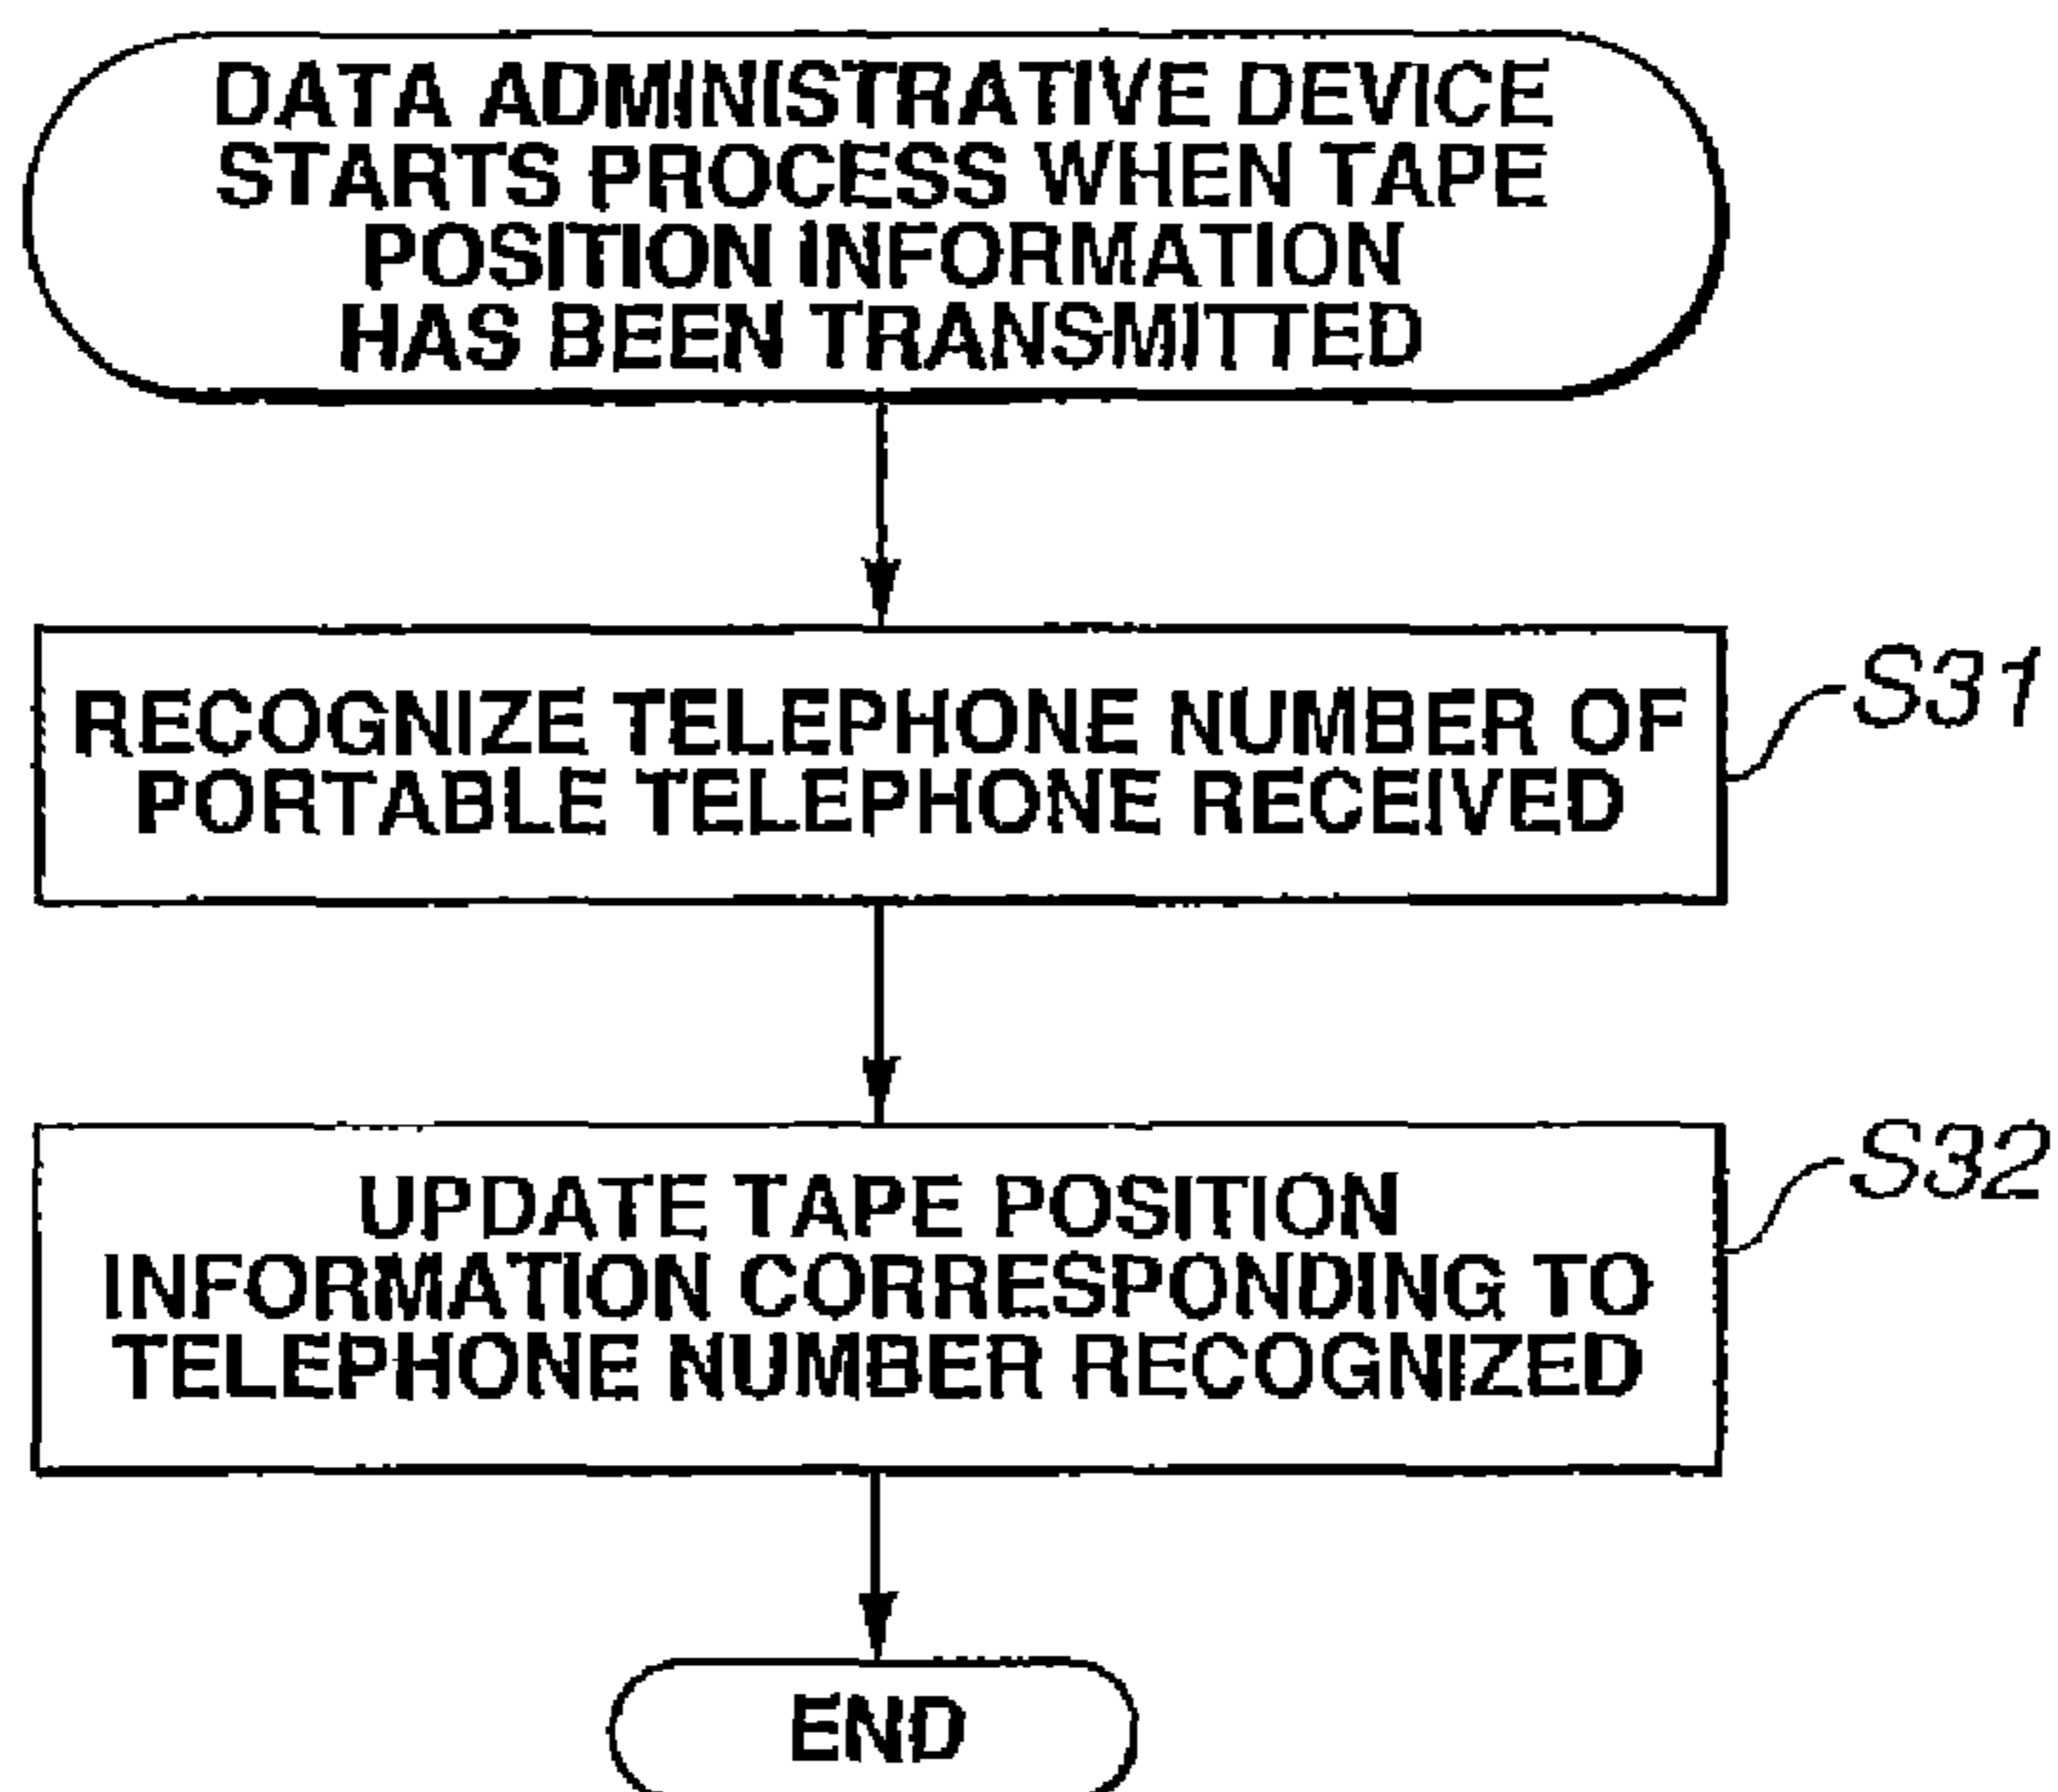 DATA ADMINISTRATIVE DEVICE
STARTS PROCESS WHEN TAPE
POSITION INFORMATION
HAS BEEN TRANSMITTED
RECOGNIZE TELEPHONE NUMBER OF
PORTABLE TELEPHONE RECEIVED
S31
UPDATE TAPE POSITION
INFORMATION CORRESPONDING TO
TELEPHONE NUMBER RECOGNIZED
S32
END